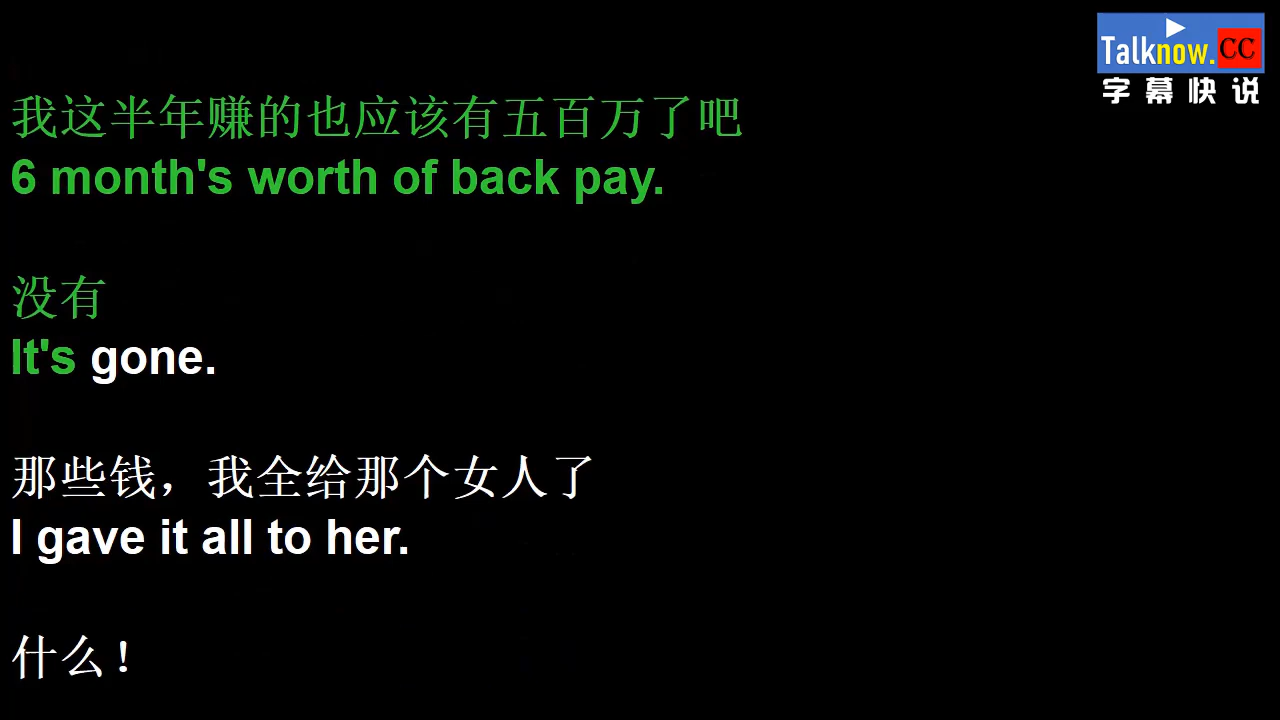 Talknow.CC
字幕快说
我这半年赚的也应该有五百万了吧
6 month's worth of back pay.
没有
It's gone.
那些钱，我全给那个女人了
I gave it all to her.
什么！